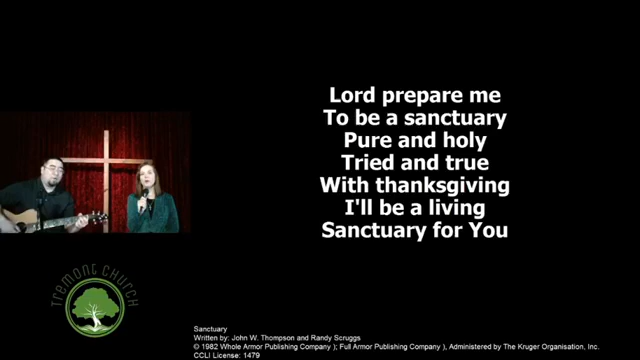 Lord prepare me
To be a sanctuary
Pure and holy
Tried and true
With thanksgiving
I'll be a living
Sanctuary for You
TREMONT CHURCH
Sanctuary
Written by: John W. Thompson and Randy Scruggs
© 1982 Whole Armor Publishing Company ); Full Armor Publishing Company ), Administered by The Kruger Organisation, Inc.
CCLI License: 1479